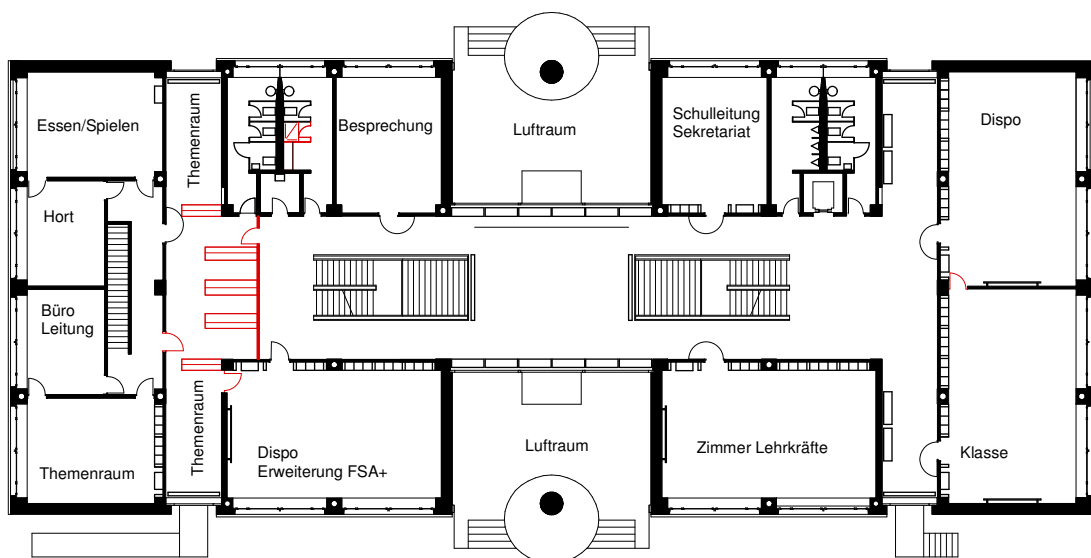 Essen/Spielen
Themenraum
Besprechung
Luftraum
Schulleitung
Sekretariat
Dispo
Hort
Büro
Leitung
Themenraum
Themenraum
Dispo
Erweiterung FSA+
Luftraum
Zimmer Lehrkräfte
Klasse